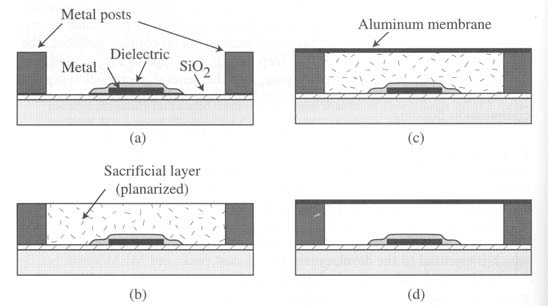 Metal posts
Dielectric
Metal
SiO2
(a)
Sacrificial layer
(planarized)
(b)
Aluminum membrane
(c)
(d)